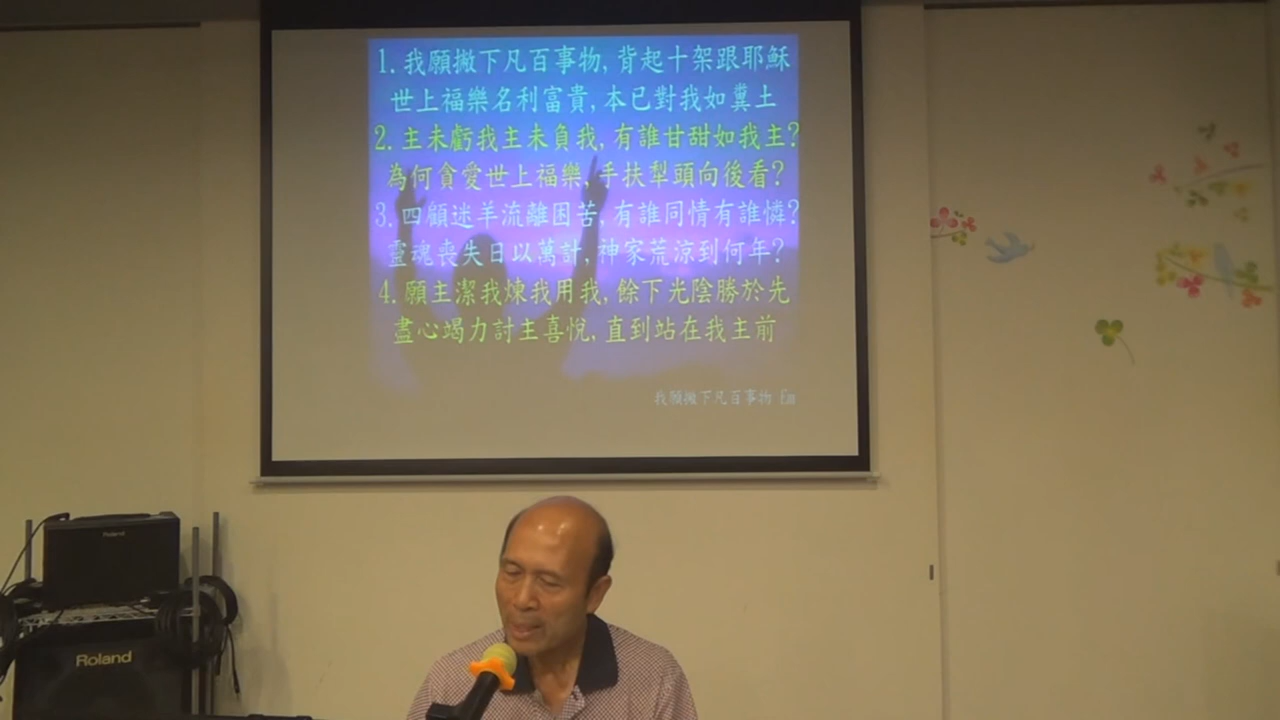 1. 我願撇下凡百事物, 背起十架跟耶穌
世上福樂名利富貴, 本已對我如糞土
2. 主未虧我主未負我, 有誰甘甜如我主?
為何貪愛世上福樂, 手扶犁頭向後看?
3. 四顧迷羊流離困苦, 有誰同情有誰憐?
靈魂喪失日以萬計, 神家荒涼到何年?
4. 願主潔我煉我用我, 餘下光陰勝於先
盡心竭力討主喜悅, 直到站在我主前
我願撇下凡百事物 Em
Roland
Roland